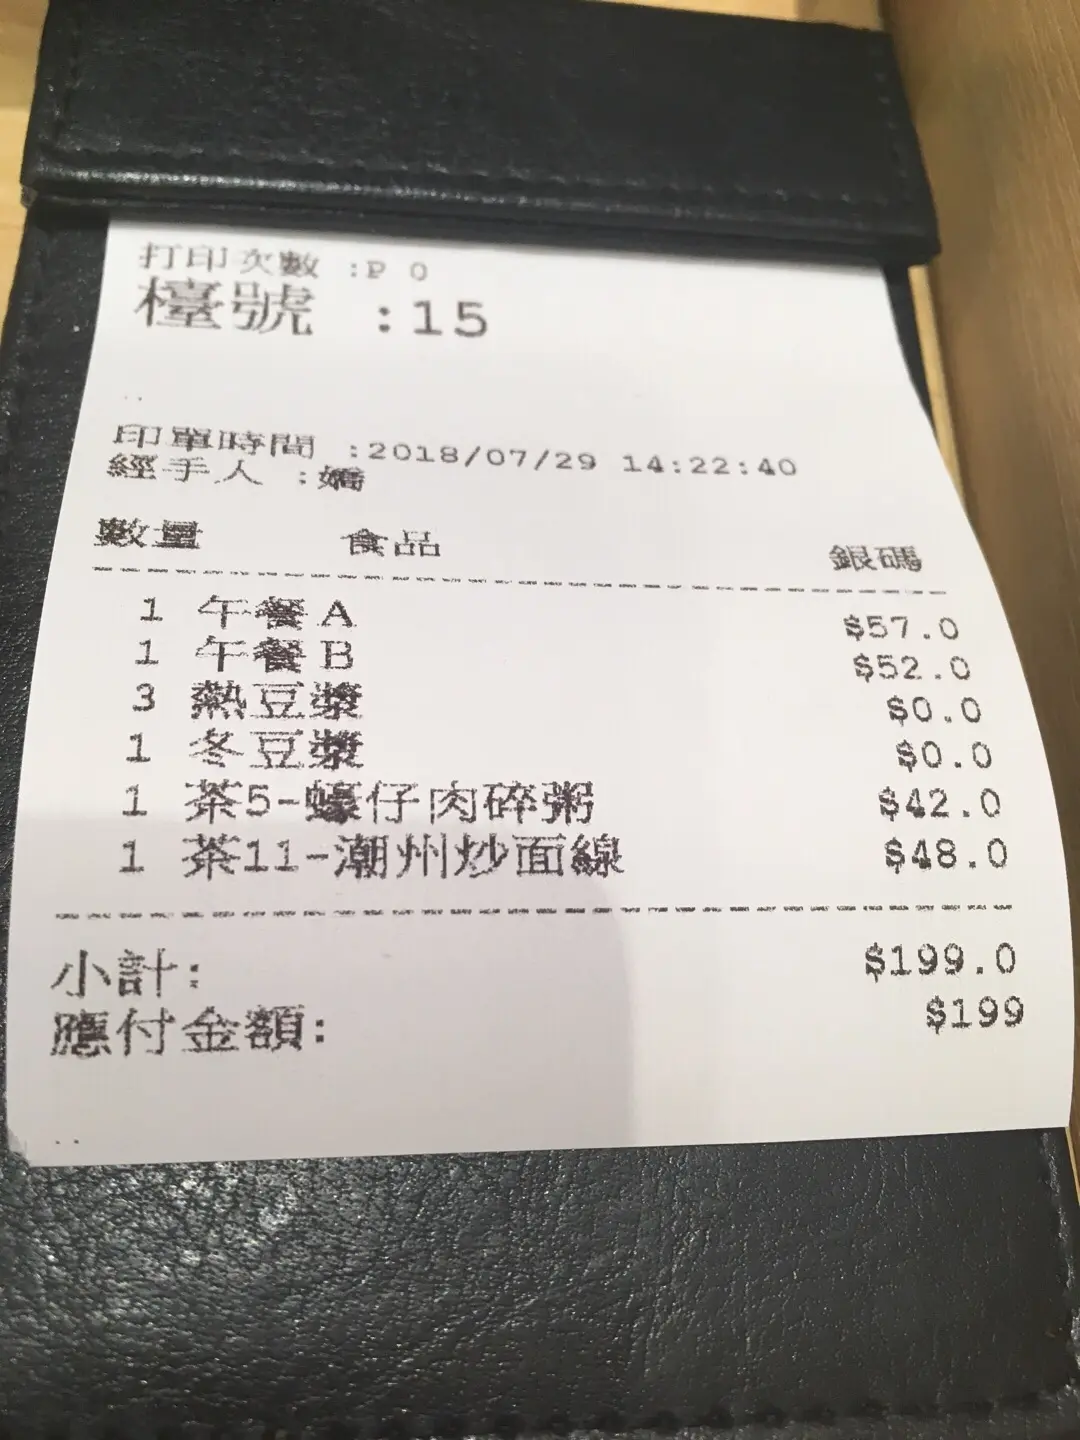 打印次數 :P 0
檯號 :15
印單時間 :2018/07/29 14:22:40
經手人 :嬌
數量 食品 銀碼
1 午餐A $57.0
1 午餐B $52.0
3 熱豆漿 $0.0
1 冬豆漿 $0.0
1 茶5-蠔仔肉碎粥 $42.0
1 茶11-潮州炒面線 $48.0
小計: $199.0
應付金額: $199